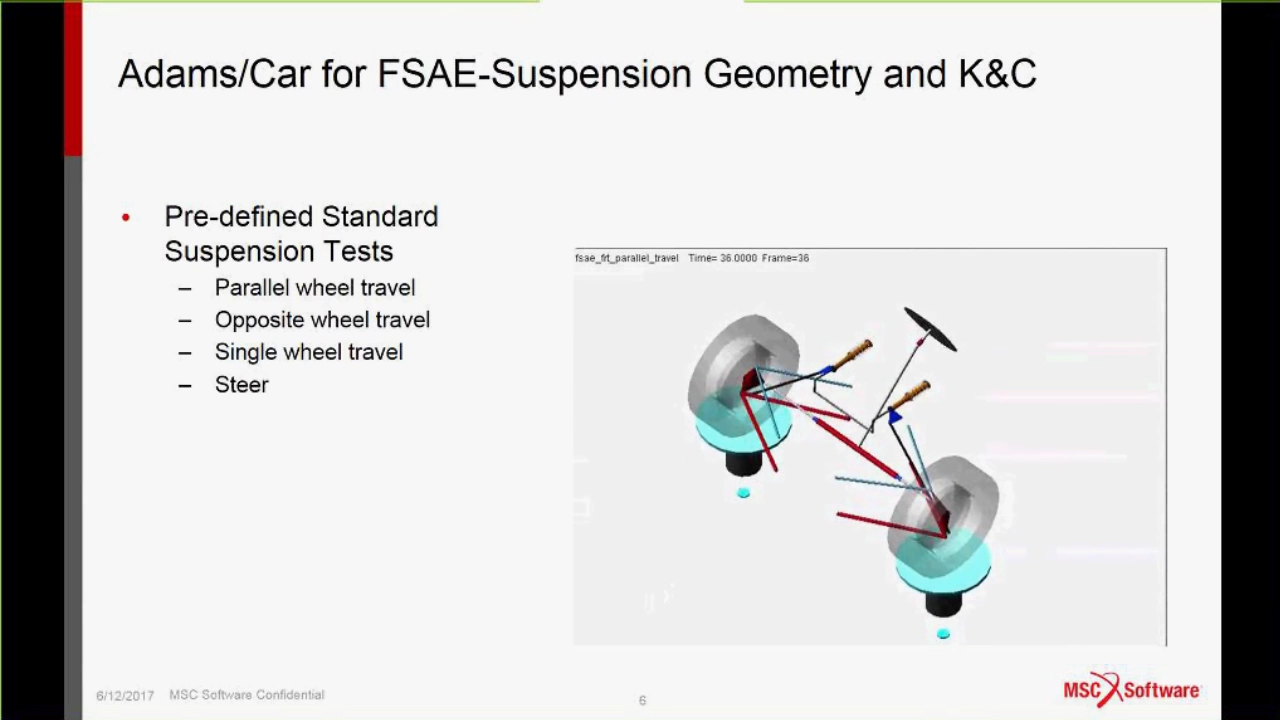 Adams/Car for FSAE-Suspension Geometry and K&C
• Pre-defined Standard
Suspension Tests
– Parallel wheel travel
– Opposite wheel travel
– Single wheel travel
– Steer
fsae_frt_parallel_travel Time= 36.0000 Frame=36
6/12/2017 MSC Software Confidential
6
MSC Software